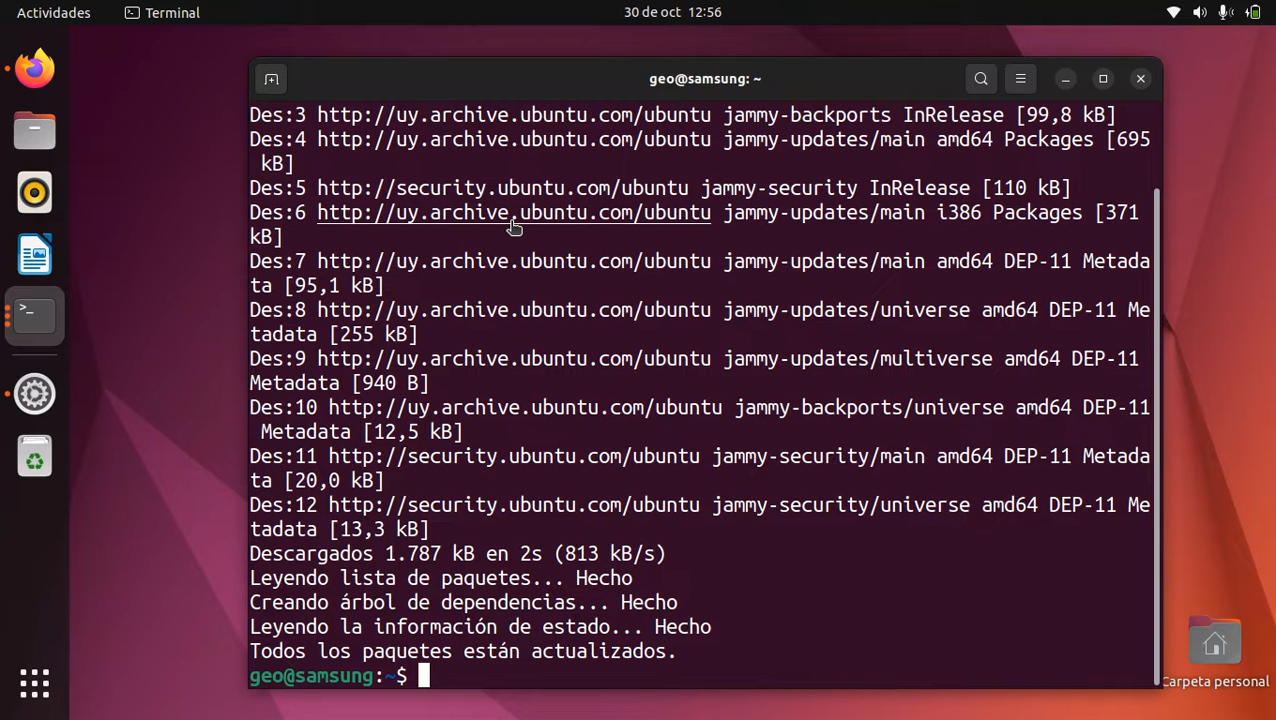 Actividades Terminal 30 de oct 12:56
geo@samsung: ~
Des:3 http://uy.archive.ubuntu.com/ubuntu jammy-backports InRelease [99,8 kB]
Des:4 http://uy.archive.ubuntu.com/ubuntu jammy-updates/main amd64 Packages [695
kB]
Des:5 http://security.ubuntu.com/ubuntu jammy-security InRelease [110 kB]
Des:6 http://uy.archive.ubuntu.com/ubuntu jammy-updates/main i386 Packages [371
kB]
Des:7 http://uy.archive.ubuntu.com/ubuntu jammy-updates/main amd64 DEP-11 Metada
ta [95,1 kB]
Des:8 http://uy.archive.ubuntu.com/ubuntu jammy-updates/universe amd64 DEP-11 Me
tadata [255 kB]
Des:9 http://uy.archive.ubuntu.com/ubuntu jammy-updates/multiverse amd64 DEP-11
Metadata [940 B]
Des:10 http://uy.archive.ubuntu.com/ubuntu jammy-backports/universe amd64 DEP-11
Metadata [12,5 kB]
Des:11 http://security.ubuntu.com/ubuntu jammy-security/main amd64 DEP-11 Metada
ta [20,0 kB]
Des:12 http://security.ubuntu.com/ubuntu jammy-security/universe amd64 DEP-11 Me
tadata [13,3 kB]
Descargados 1.787 kB en 2s (813 kB/s)
Leyendo lista de paquetes... Hecho
Creando árbol de dependencias... Hecho
Leyendo la información de estado... Hecho
Todos los paquetes están actualizados.
geo@samsung:~$
Carpeta personal